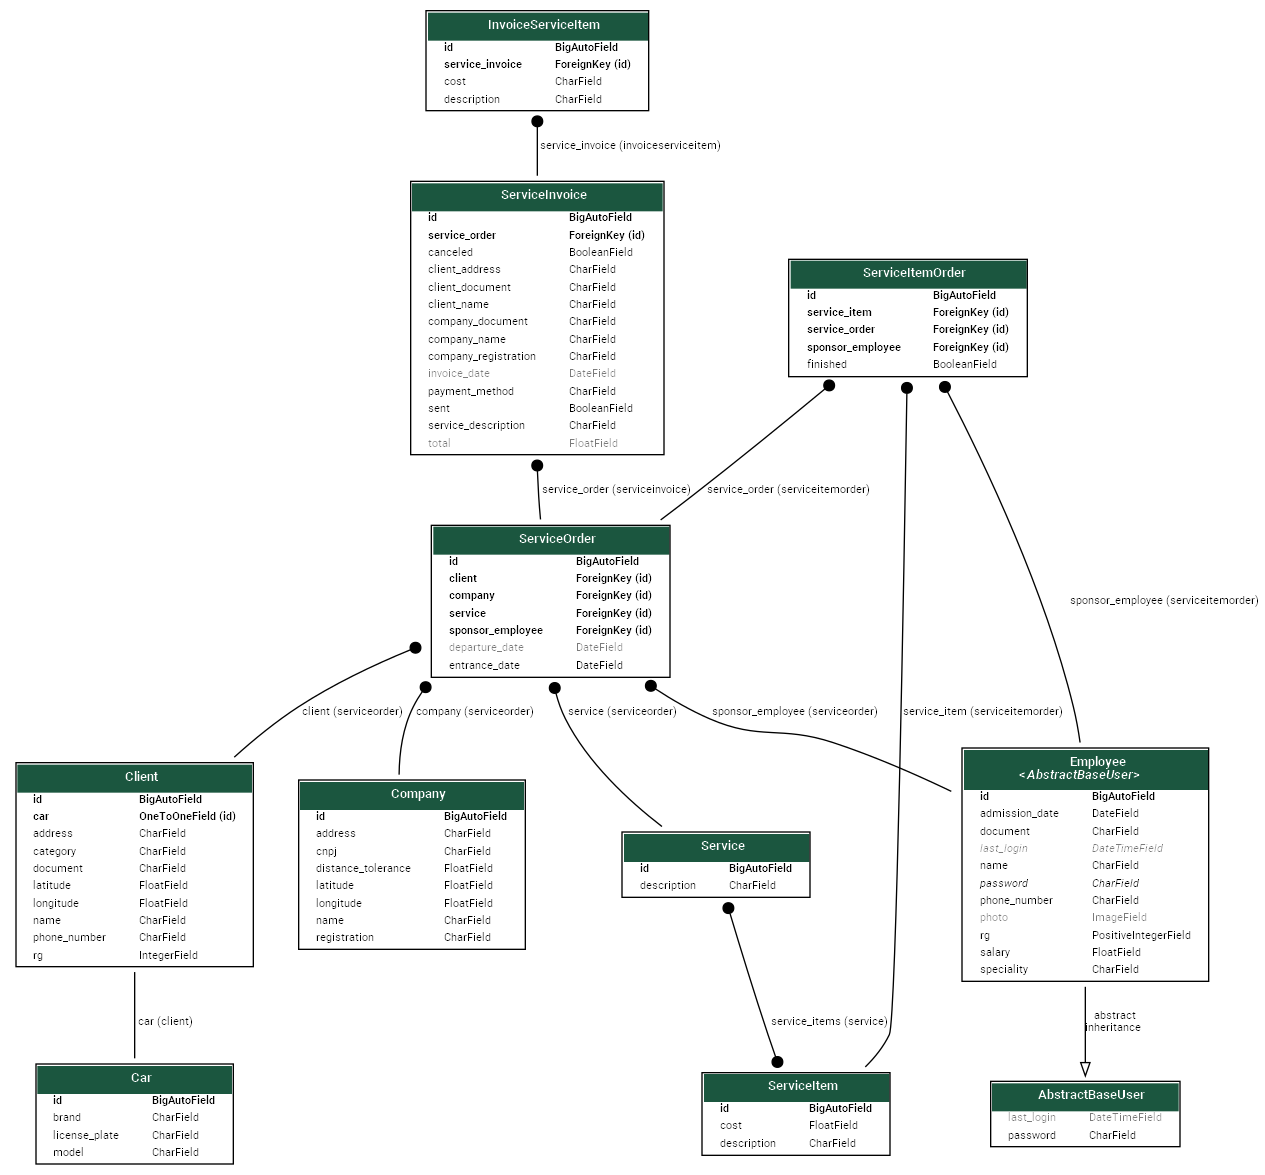 InvoiceServiceItem
id BigAutoField
service_invoice ForeignKey (id)
cost CharField
description CharField
service_invoice (invoiceserviceitem)
ServiceInvoice
id BigAutoField
service_order ForeignKey (id)
canceled BooleanField
client_address CharField
client_document CharField
client_name CharField
company_document CharField
company_name CharField
company_registration CharField
invoice_date DateField
payment_method CharField
sent BooleanField
service_description CharField
total FloatField
ServiceItemOrder
id BigAutoField
service_item ForeignKey (id)
service_order ForeignKey (id)
sponsor_employee ForeignKey (id)
finished BooleanField
service_order (serviceinvoice)
service_order (serviceitemorder)
ServiceOrder
id BigAutoField
client ForeignKey (id)
company ForeignKey (id)
service ForeignKey (id)
sponsor_employee ForeignKey (id)
departure_date DateField
entrance_date DateField
sponsor_employee (serviceitemorder)
client (serviceorder)
company (serviceorder)
service (serviceorder)
sponsor_employee (serviceorder)
service_item (serviceitemorder)
Client
id BigAutoField
car OneToOneField (id)
address CharField
category CharField
document CharField
latitude FloatField
longitude FloatField
name CharField
phone_number CharField
rg IntegerField
Company
id BigAutoField
address CharField
cnpj CharField
distance_tolerance FloatField
latitude FloatField
longitude FloatField
name CharField
registration CharField
Service
id BigAutoField
description CharField
Employee
<AbstractBaseUser>
id BigAutoField
admission_date DateField
document CharField
last_login DateTimeField
name CharField
password CharField
phone_number CharField
photo ImageField
rg PositiveIntegerField
salary FloatField
speciality CharField
car (client)
service_items (service)
abstract
inheritance
Car
id BigAutoField
brand CharField
license_plate CharField
model CharField
ServiceItem
id BigAutoField
cost FloatField
description CharField
AbstractBaseUser
last_login DateTimeField
password CharField